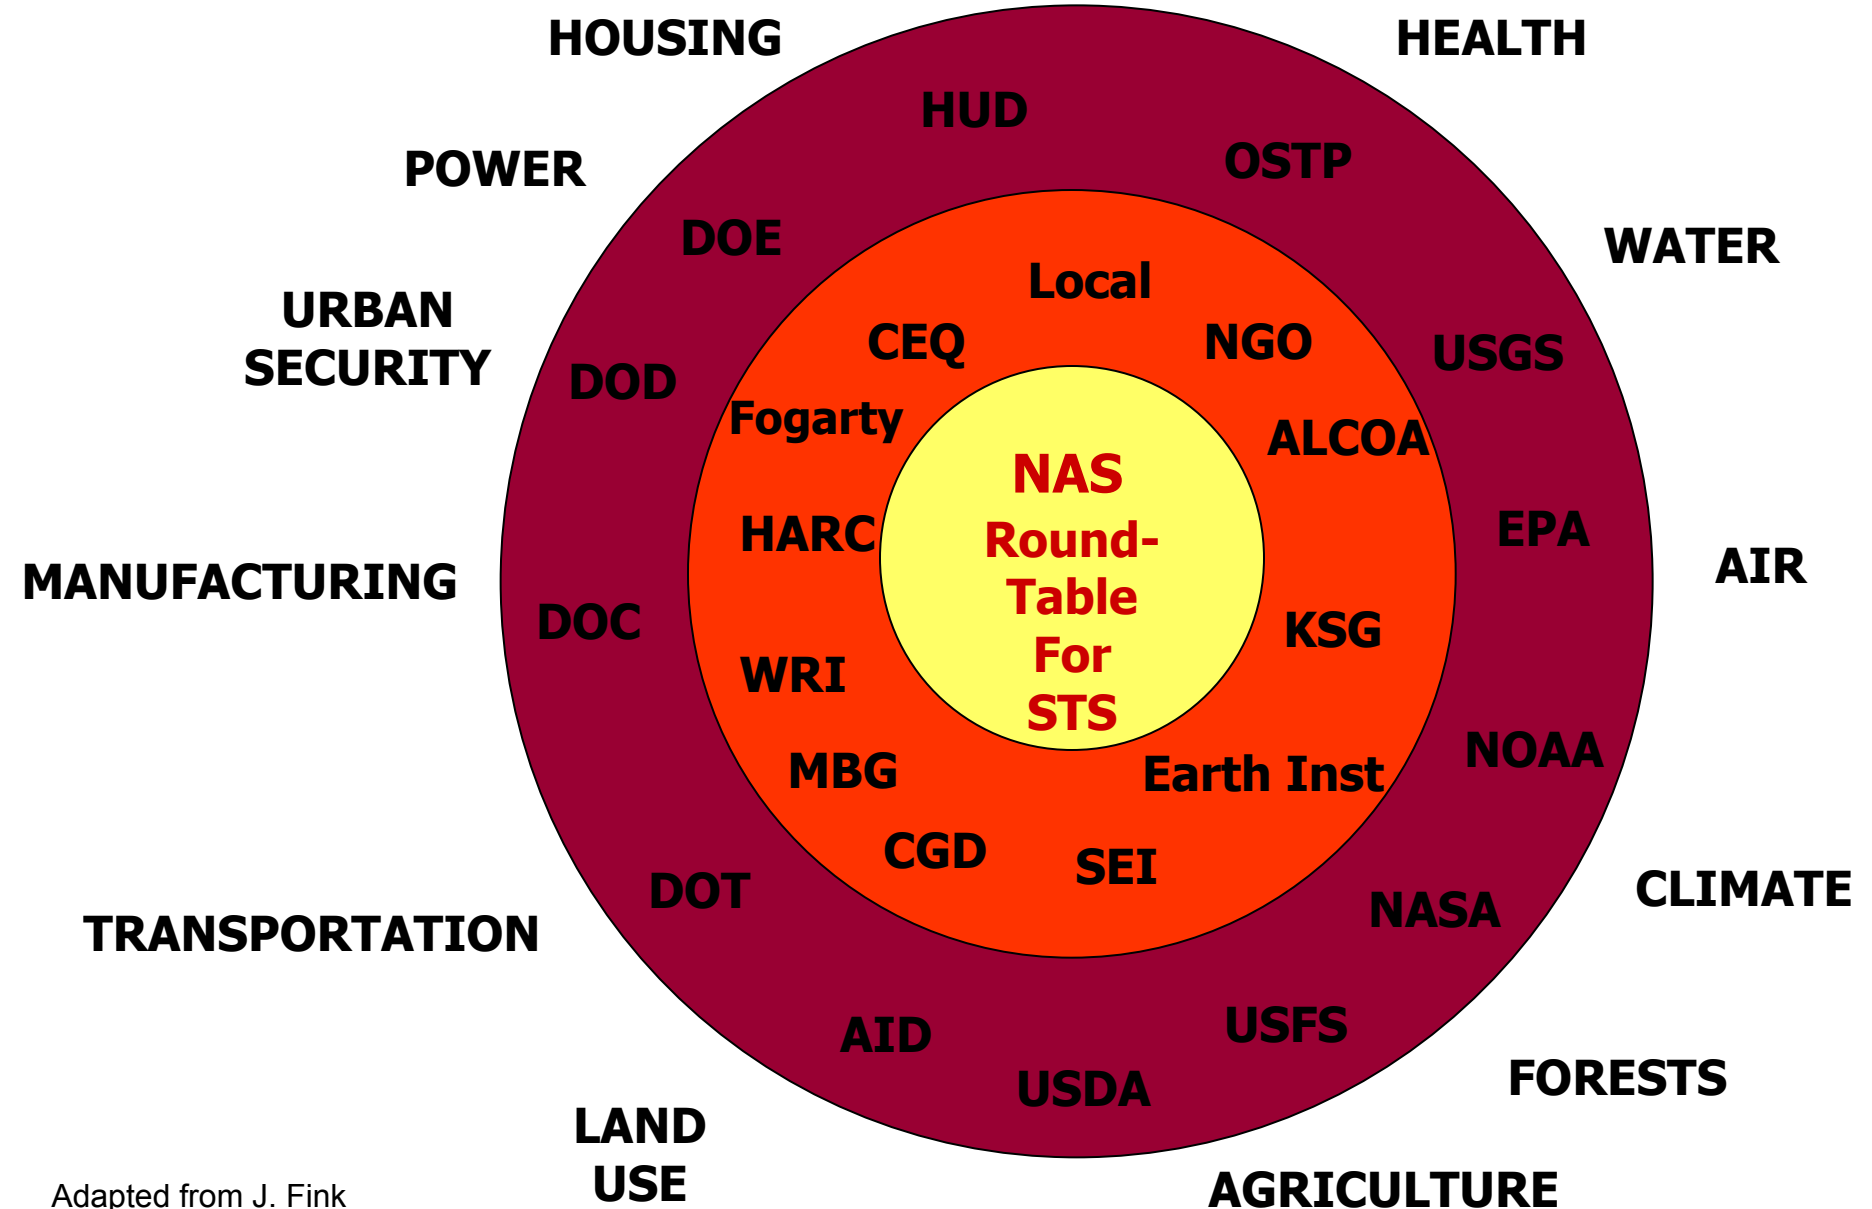 HOUSING
HEALTH
HUD
OSTP
POWER
DOE
WATER
Local
URBAN
SECURITY
CEQ
NGO
USGS
DOD
Fogarty
ALCOA
NAS
Round-
Table
For
STS
HARC
EPA
MANUFACTURING
AIR
DOC
KSG
WRI
NOAA
MBG
Earth Inst
CGD
SEI
DOT
CLIMATE
NASA
TRANSPORTATION
AID
USFS
USDA
FORESTS
LAND
USE
AGRICULTURE
Adapted from J. Fink